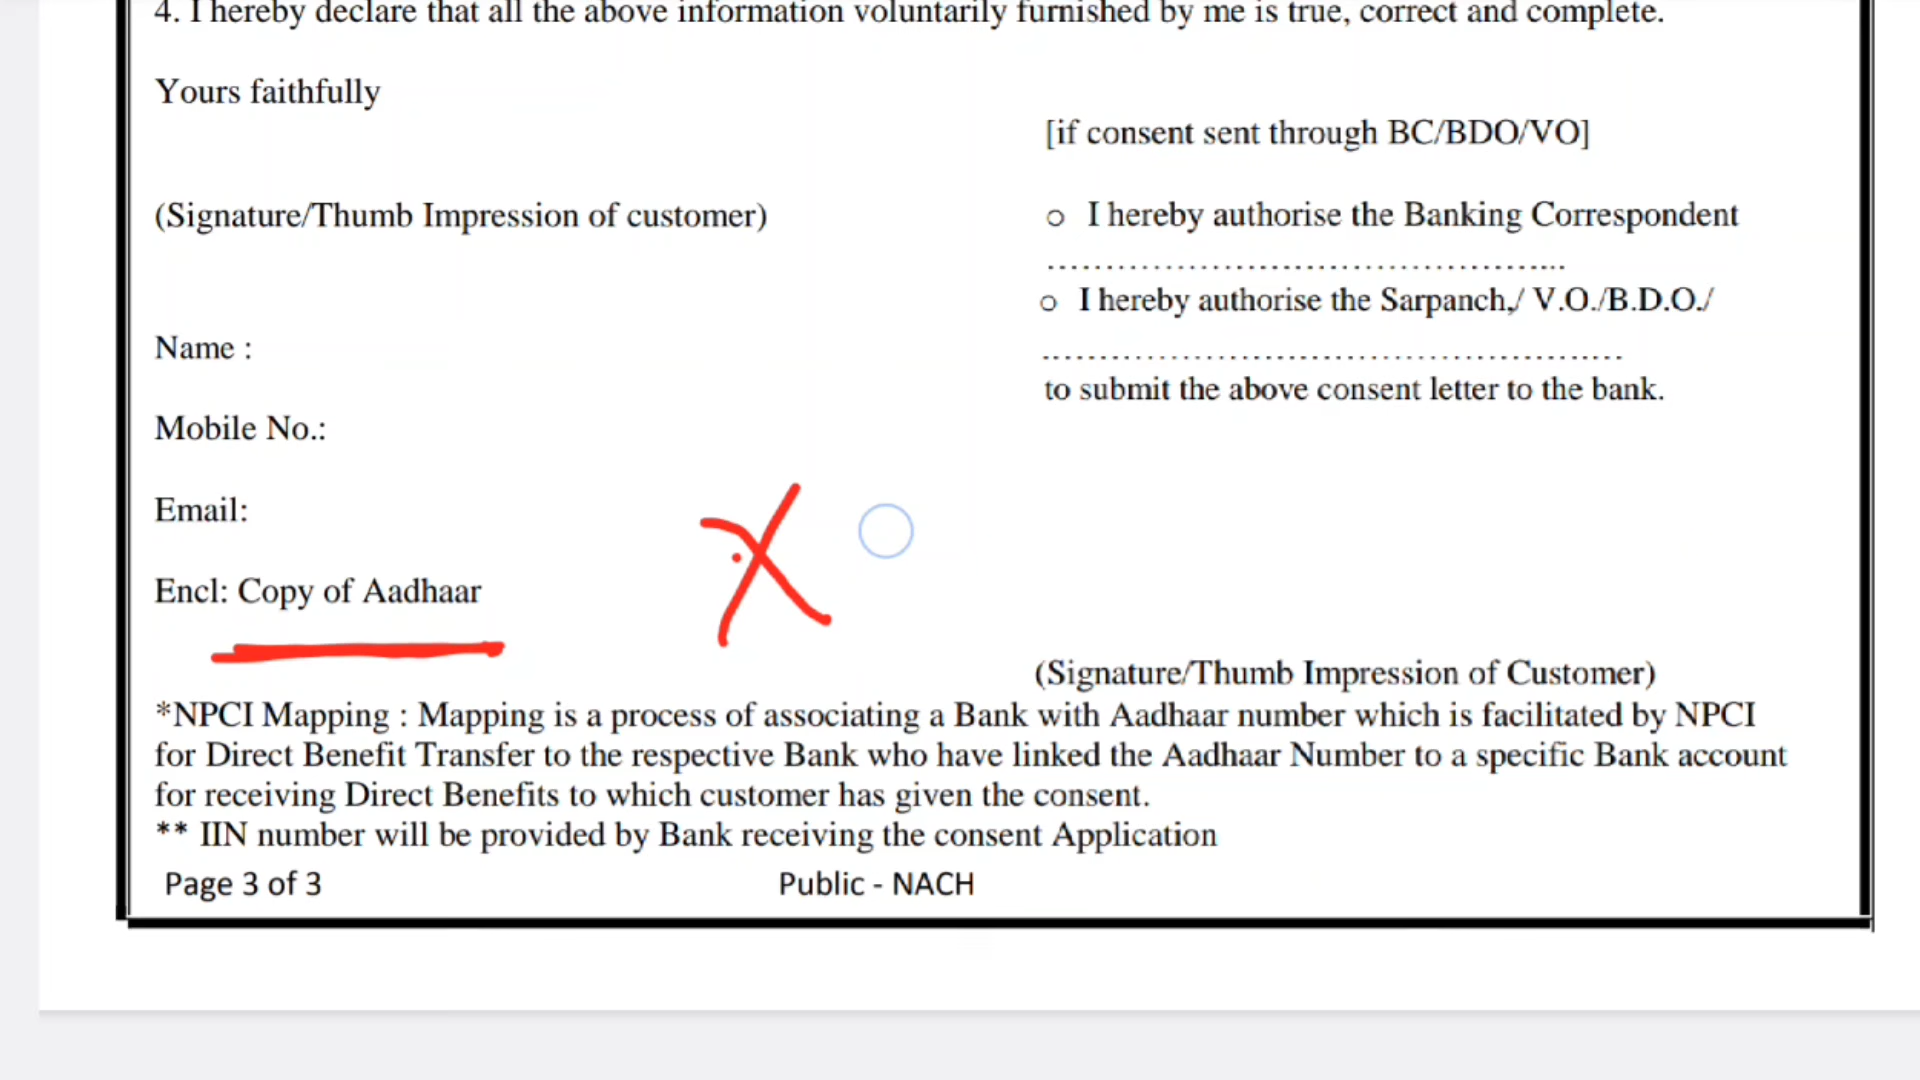 4. I hereby declare that all the above information voluntarily furnished by me is true, correct and complete.
Yours faithfully
(Signature/Thumb Impression of customer)
Name :
Mobile No.:
Email:
Encl: Copy of Aadhaar
[if consent sent through BC/BDO/VO]
o I hereby authorise the Banking Correspondent
.............................................
o I hereby authorise the Sarpanch,/ V.O./B.D.O./
..................................................
to submit the above consent letter to the bank.
X
(Signature/Thumb Impression of Customer)
*NPCI Mapping : Mapping is a process of associating a Bank with Aadhaar number which is facilitated by NPCI
for Direct Benefit Transfer to the respective Bank who have linked the Aadhaar Number to a specific Bank account
for receiving Direct Benefits to which customer has given the consent.
** IIN number will be provided by Bank receiving the consent Application
Page 3 of 3
Public - NACH